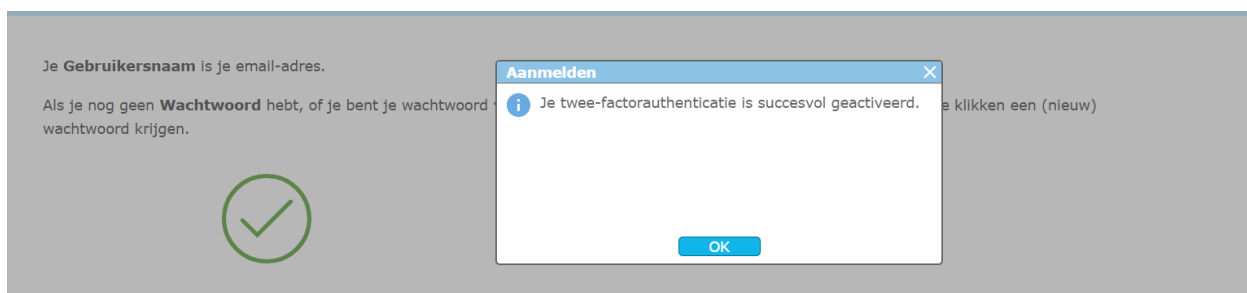 Je Gebruikersnaam is je email-adres.
Als je nog geen Wachtwoord hebt, of je bent je wachtwoord
e klikken een (nieuw)
wachtwoord krijgen.
Aanmelden
Je twee-factorauthenticatie is succesvol geactiveerd.
OK